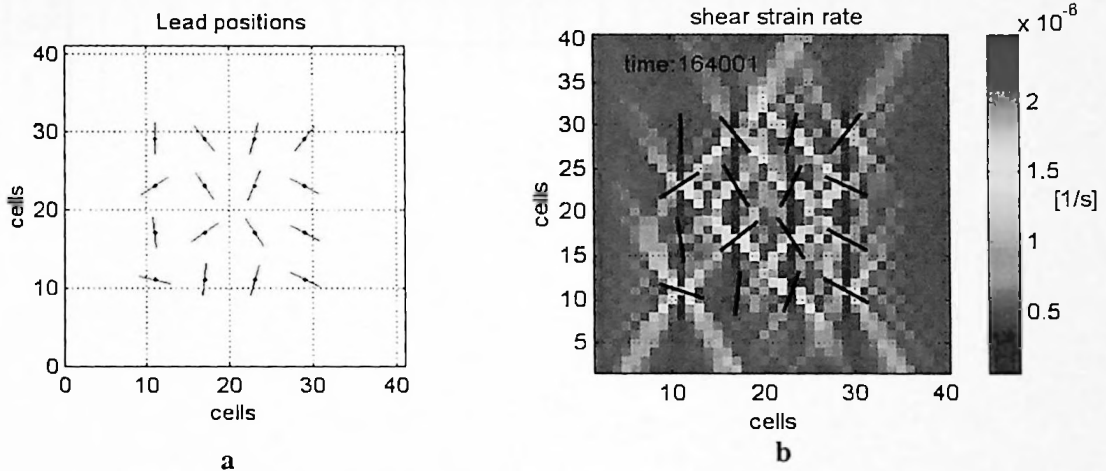 Lead positions
40
30
20
10
0
0 10 20 30 40
cells
cells
a
shear strain rate
time:164001
40
35
30
25
20
15
10
5
10 20 30 40
cells
cells
b
x 10⁻⁶
2
1.5
[1/s]
1
0.5